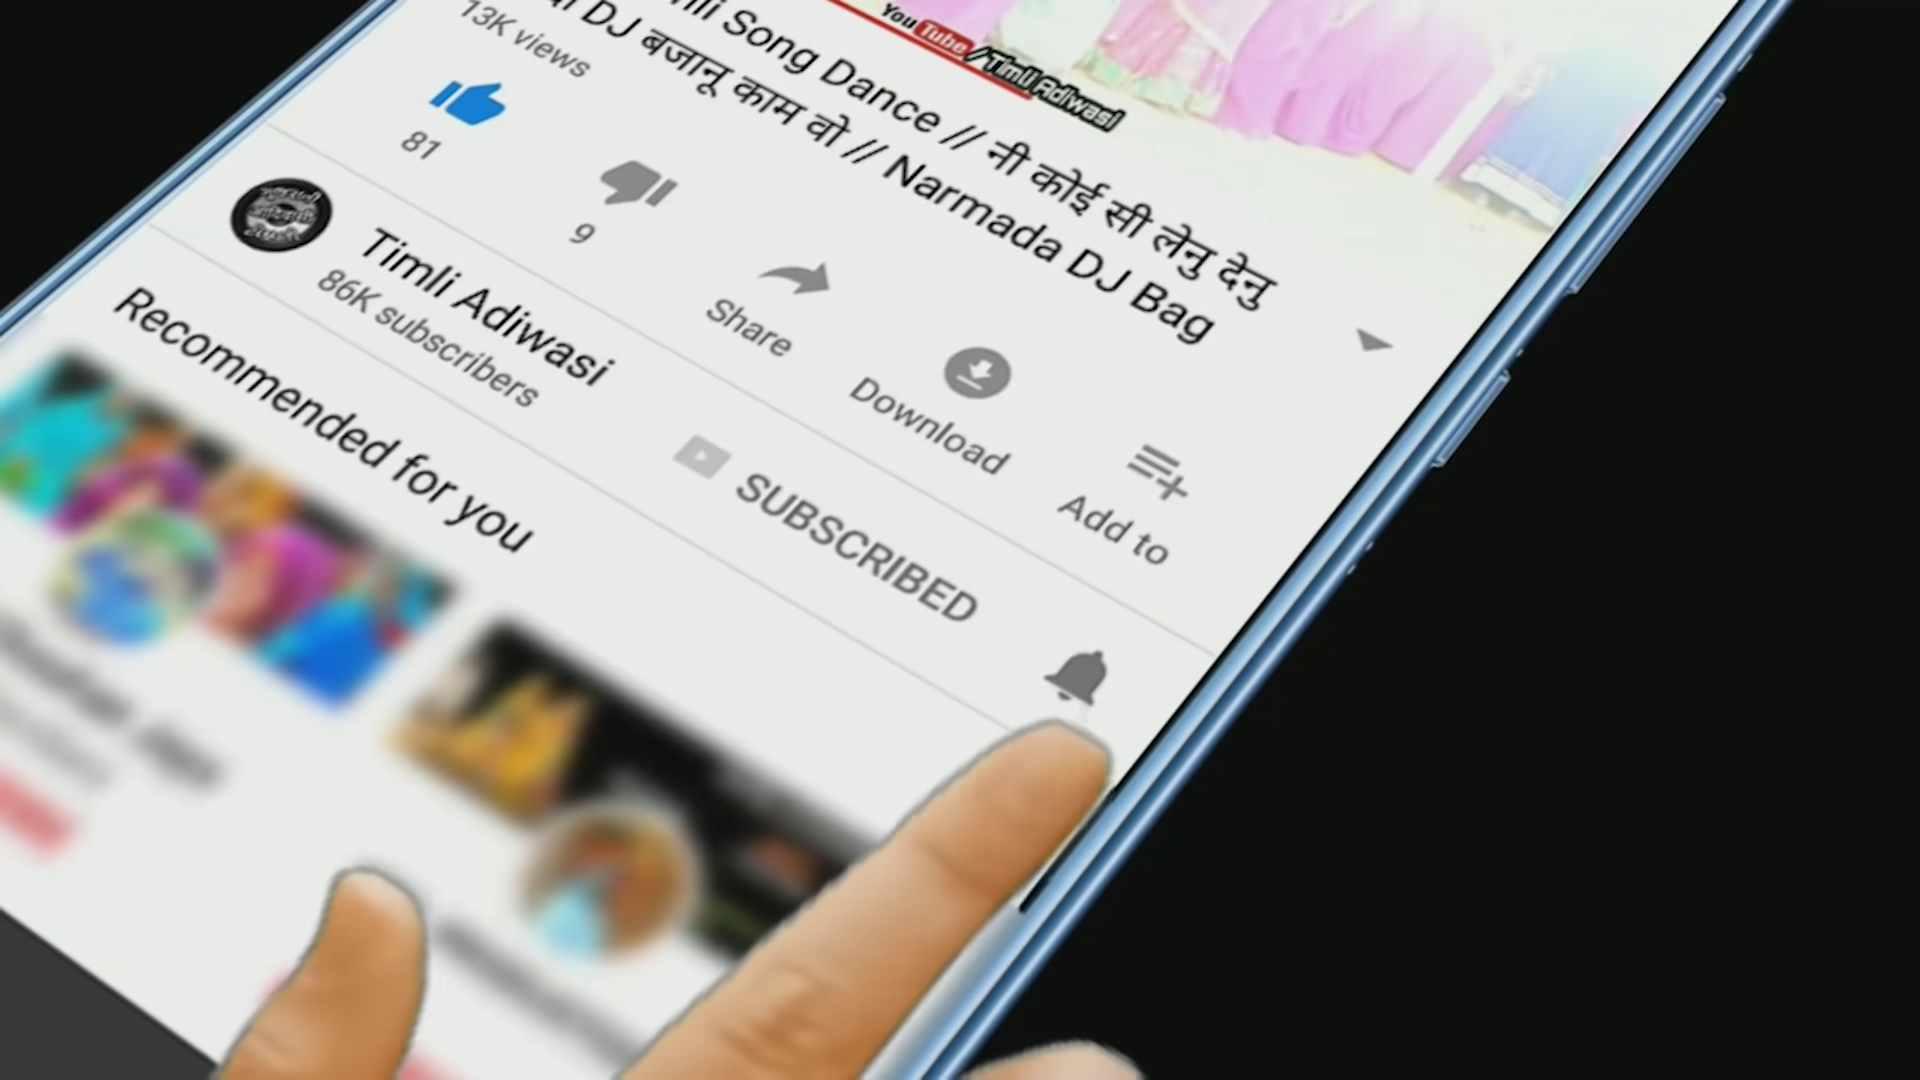 YouTube/Timli Adiwasi
Song Dance // नी कोई सी लेनु देनु
DJ बजानू काम वो // Narmada DJ Bag
13K views
81
9
Share
Download
Add to
Timli Adiwasi
86K subscribers
SUBSCRIBED
Recommended for you